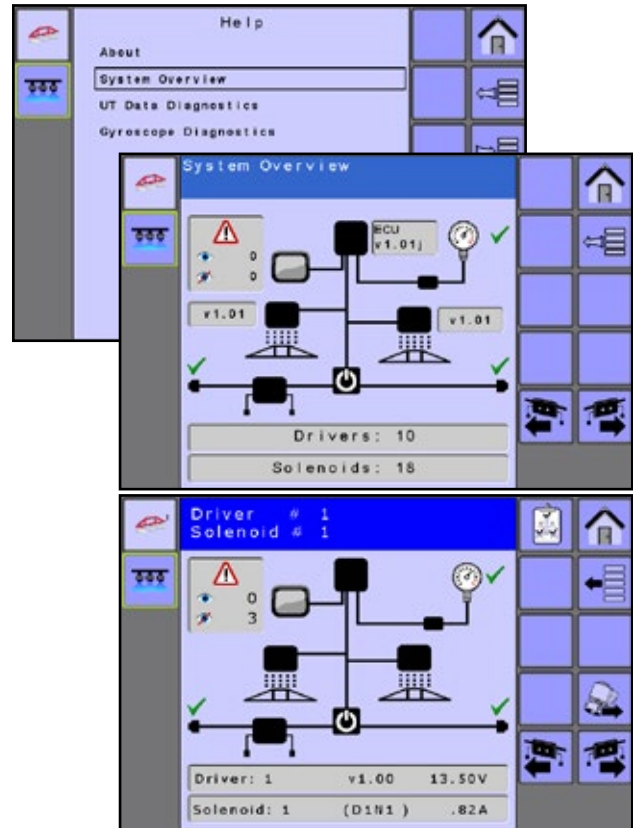 Help
About
System Overview
UT Data Diagnostics
Gyroscope Diagnostics
System Overview
0
0
ECU
v1.01j
v1.01
v1.01
Drivers: 10
Solenoids: 18
Driver # 1
Solenoid # 1
0
3
Driver: 1 v1.00 13.50V
Solenoid: 1 (D1N1 ) .82A